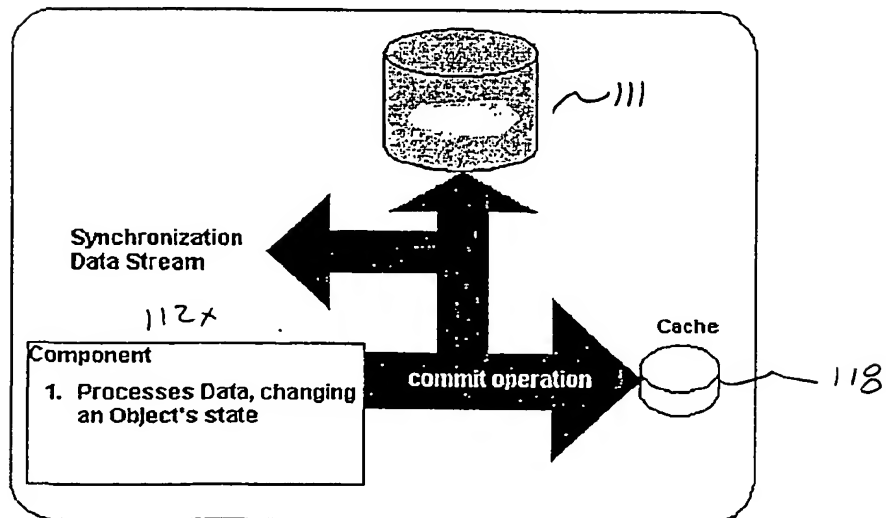 111
Synchronization
Data Stream
112x
Cache
Component
1. Processes Data, changing
an Object's state
commit operation
118